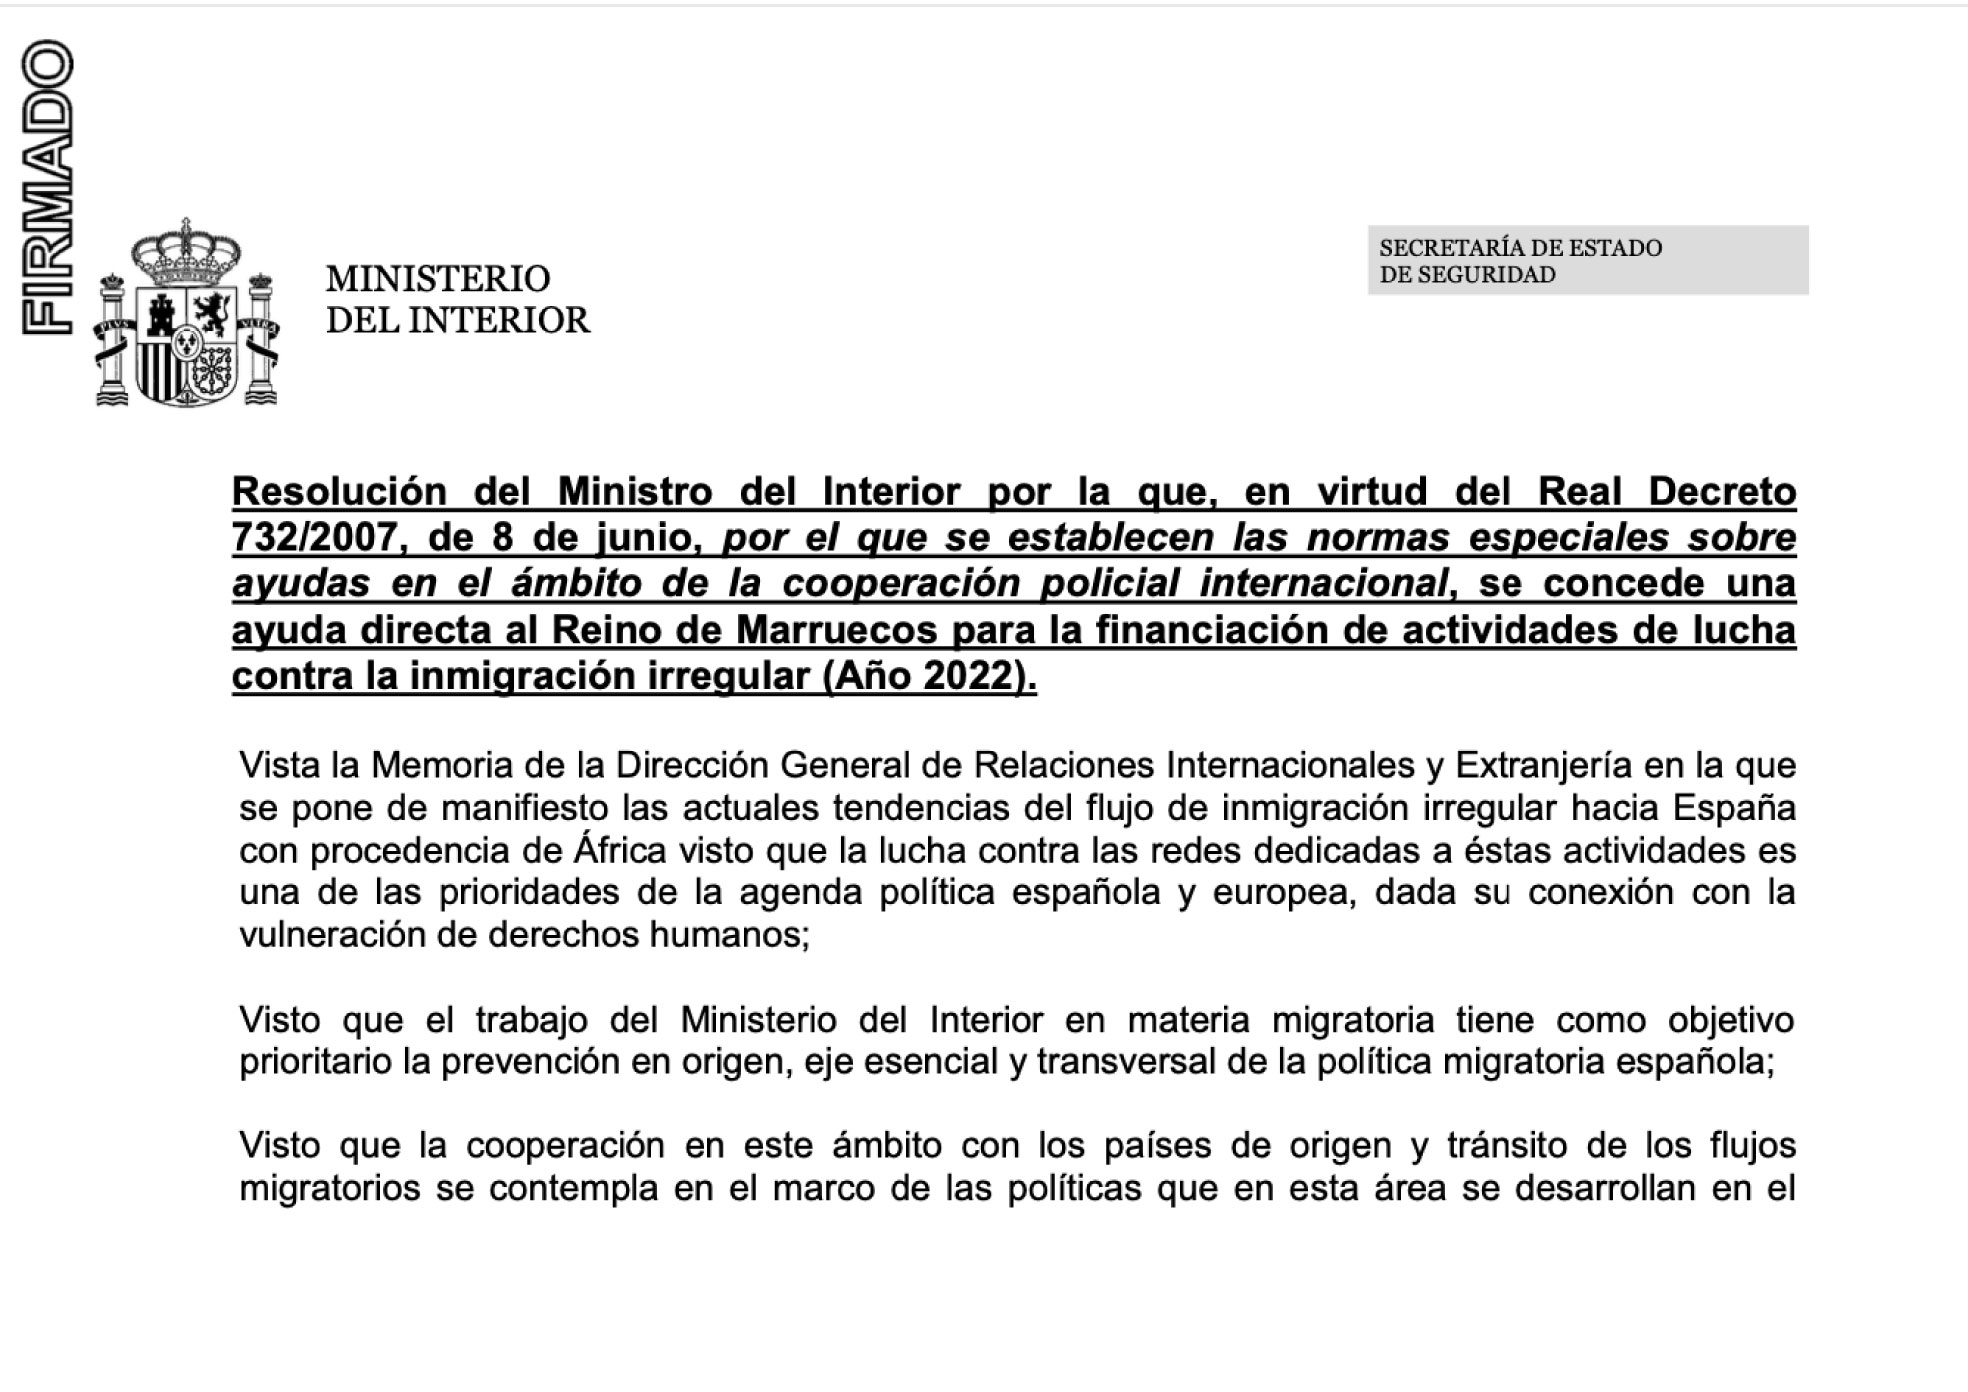 FIRMADO
MINISTERIO
DEL INTERIOR
SECRETARÍA DE ESTADO
DE SEGURIDAD
PLVS VLTRA
Resolución del Ministro del Interior por la que, en virtud del Real Decreto
732/2007, de 8 de junio, por el que se establecen las normas especiales sobre
ayudas en el ámbito de la cooperación policial internacional, se concede una
ayuda directa al Reino de Marruecos para la financiación de actividades de lucha
contra la inmigración irregular (Año 2022).
Vista la Memoria de la Dirección General de Relaciones Internacionales y Extranjería en la que
se pone de manifiesto las actuales tendencias del flujo de inmigración irregular hacia España
con procedencia de África visto que la lucha contra las redes dedicadas a éstas actividades es
una de las prioridades de la agenda política española y europea, dada su conexión con la
vulneración de derechos humanos;
Visto que el trabajo del Ministerio del Interior en materia migratoria tiene como objetivo
prioritario la prevención en origen, eje esencial y transversal de la política migratoria española;
Visto que la cooperación en este ámbito con los países de origen y tránsito de los flujos
migratorios se contempla en el marco de las políticas que en esta área se desarrollan en el